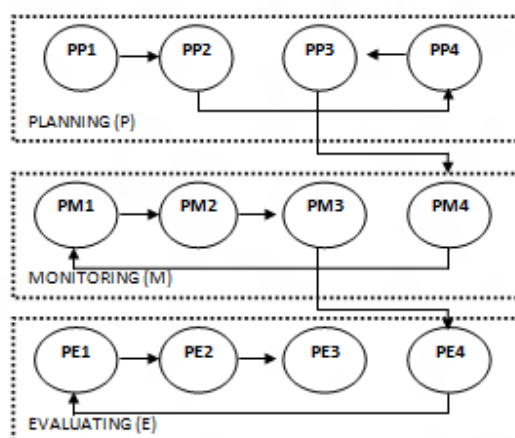 PP1 PP2 PP3 PP4
PLANNING (P)
PM1 PM2 PM3 PM4
MONITORING (M)
PE1 PE2 PE3 PE4
EVALUATING (E)